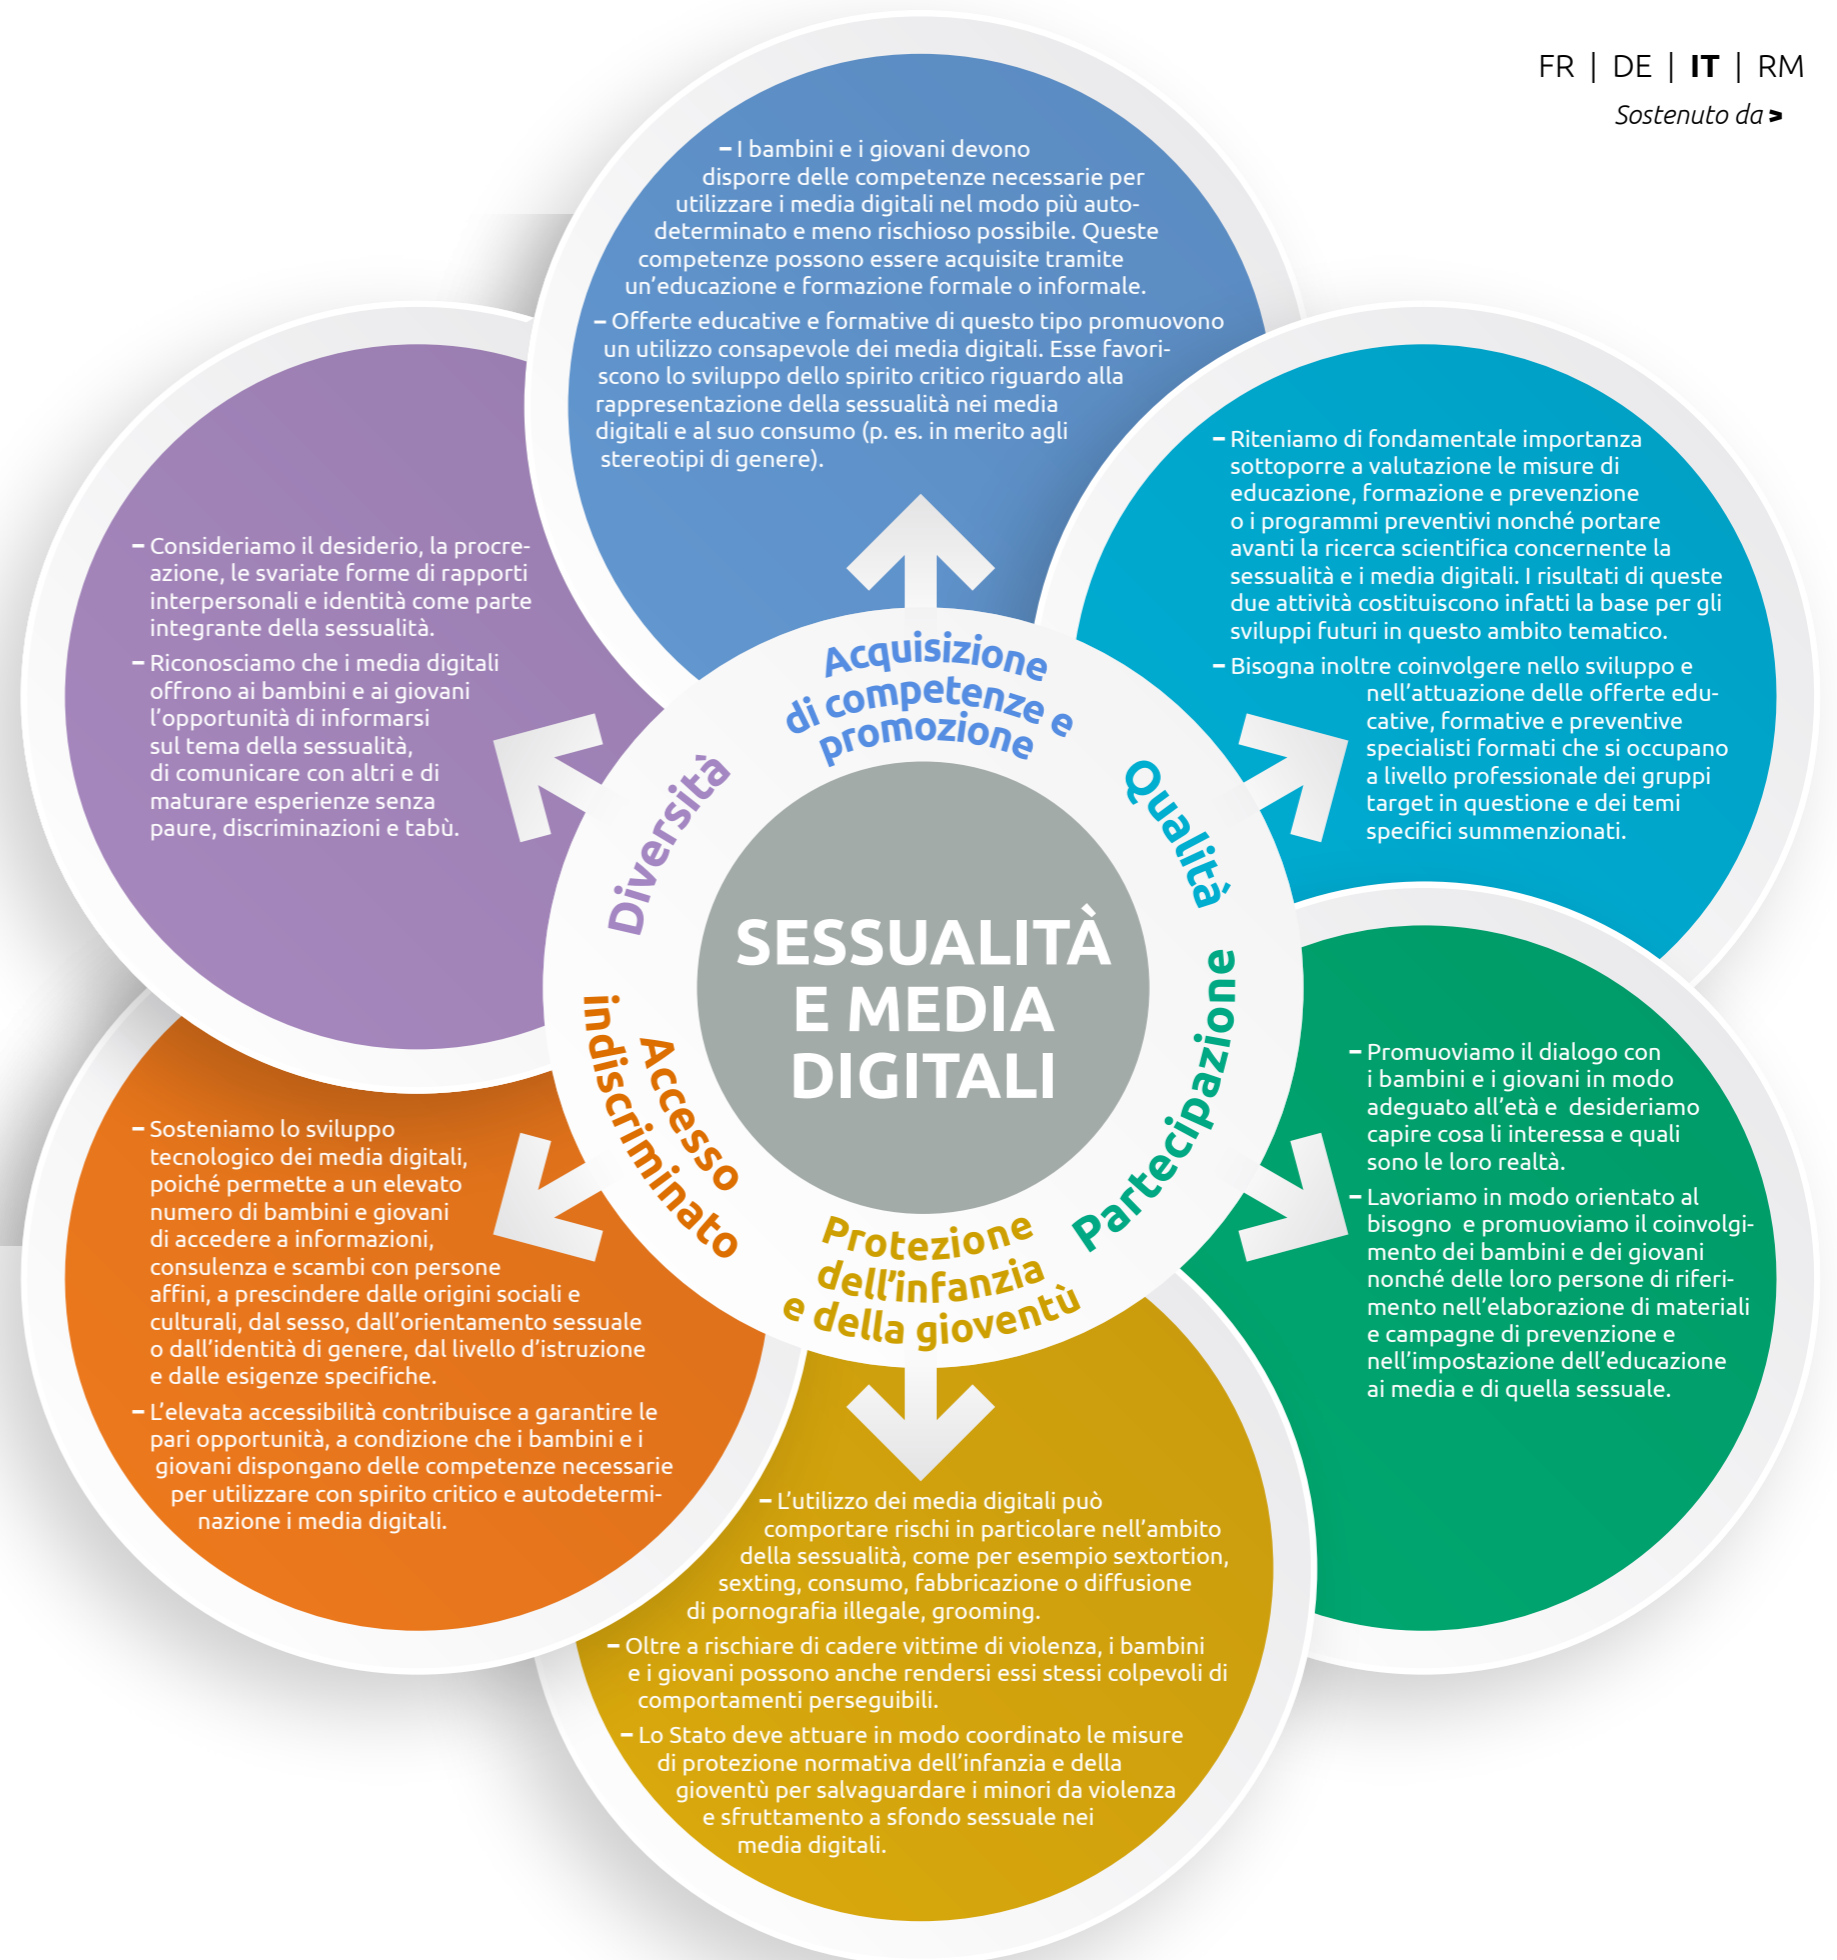 FR | DE | IT | RM
Sostenuto da >
– I bambini e i giovani devono
disporre delle competenze necessarie per
utilizzare i media digitali nel modo più auto-
determinato e meno rischioso possibile. Queste
competenze possono essere acquisite tramite
un’educazione e formazione formale o informale.
– Offerte educative e formative di questo tipo promuovono
un utilizzo consapevole dei media digitali. Esse favori-
scono lo sviluppo dello spirito critico riguardo alla
rappresentazione della sessualità nei media
digitali e al suo consumo (p. es. in merito agli
stereotipi di genere).
– Riteniamo di fondamentale importanza
sottoporre a valutazione le misure di
educazione, formazione e prevenzione
o i programmi preventivi nonché portare
avanti la ricerca scientifica concernente la
sessualità e i media digitali. I risultati di queste
due attività costituiscono infatti la base per gli
sviluppi futuri in questo ambito tematico.
– Bisogna inoltre coinvolgere nello sviluppo e
nell’attuazione delle offerte edu-
cative, formative e preventive
specialisti formati che si occupano
a livello professionale dei gruppi
target in questione e dei temi
specifici summenzionati.
– Consideriamo il desiderio, la procre-
azione, le svariate forme di rapporti
interpersonali e identità come parte
integrante della sessualità.
– Riconosciamo che i media digitali
offrono ai bambini e ai giovani
l’opportunità di informarsi
sul tema della sessualità,
di comunicare con altri e di
maturare esperienze senza
paure, discriminazioni e tabù.
Acquisizione
di competenze e
promozione
Qualità
Diversità
SESSUALITÀ
E MEDIA
DIGITALI
Partecipazione
Accesso
indiscriminato
Protezione
dell’infanzia
e della gioventù
– Promuoviamo il dialogo con
i bambini e i giovani in modo
adeguato all’età e desideriamo
capire cosa li interessa e quali
sono le loro realtà.
– Lavoriamo in modo orientato al
bisogno e promuoviamo il coinvolgi-
mento dei bambini e dei giovani
nonché delle loro persone di riferi-
mento nell’elaborazione di materiali
e campagne di prevenzione e
nell’impostazione dell’educazione
ai media e di quella sessuale.
– Sosteniamo lo sviluppo
tecnologico dei media digitali,
poiché permette a un elevato
numero di bambini e giovani
di accedere a informazioni,
consulenza e scambi con persone
affini, a prescindere dalle origini sociali e
culturali, dal sesso, dall’orientamento sessuale
o dall’identità di genere, dal livello d’istruzione
e dalle esigenze specifiche.
– L’elevata accessibilità contribuisce a garantire le
pari opportunità, a condizione che i bambini e i
giovani dispongano delle competenze necessarie
per utilizzare con spirito critico e autodetermi-
nazione i media digitali.
– L’utilizzo dei media digitali può
comportare rischi in particolare nell’ambito
della sessualità, come per esempio sextortion,
sexting, consumo, fabbricazione o diffusione
di pornografia illegale, grooming.
– Oltre a rischiare di cadere vittime di violenza, i bambini
e i giovani possono anche rendersi essi stessi colpevoli di
comportamenti perseguibili.
– Lo Stato deve attuare in modo coordinato le misure
di protezione normativa dell’infanzia e della
gioventù per salvaguardare i minori da violenza
e sfruttamento a sfondo sessuale nei
media digitali.